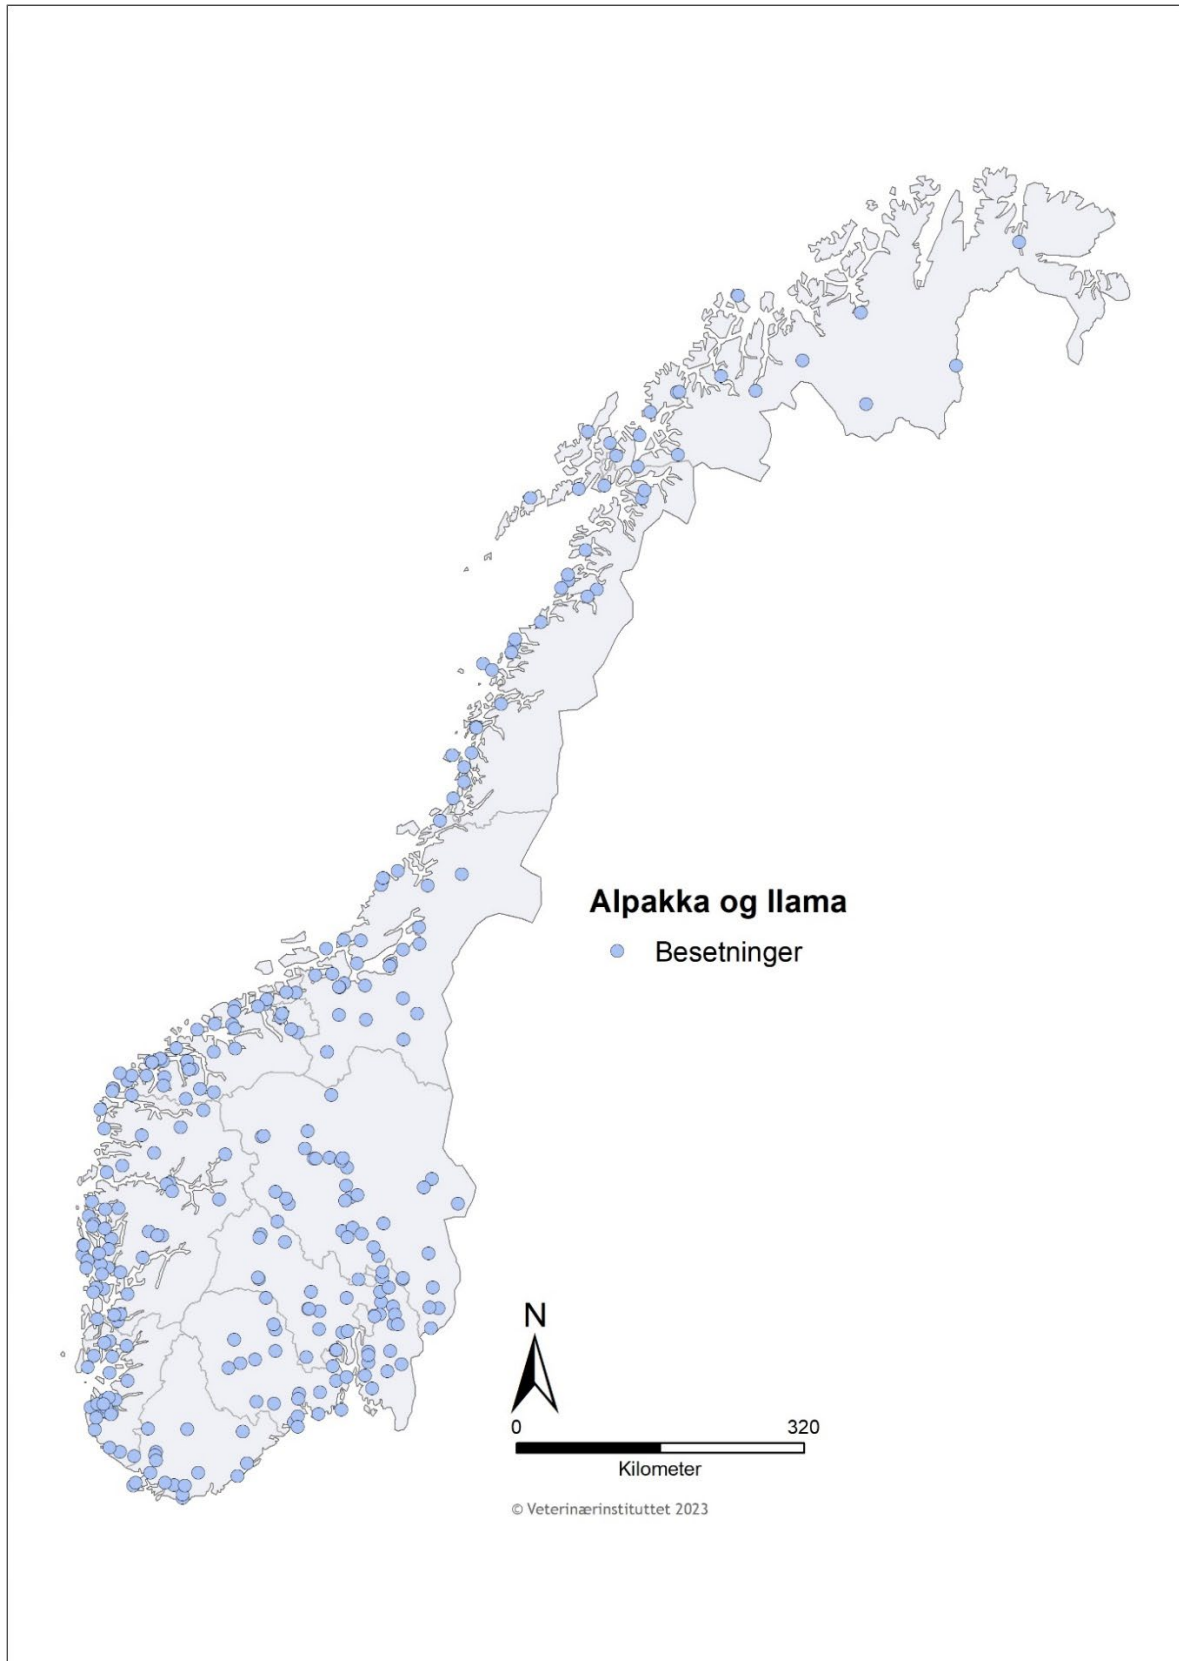 Alpakka og llama
Besetninger
N
0 320
Kilometer
© Veterinærinstituttet 2023